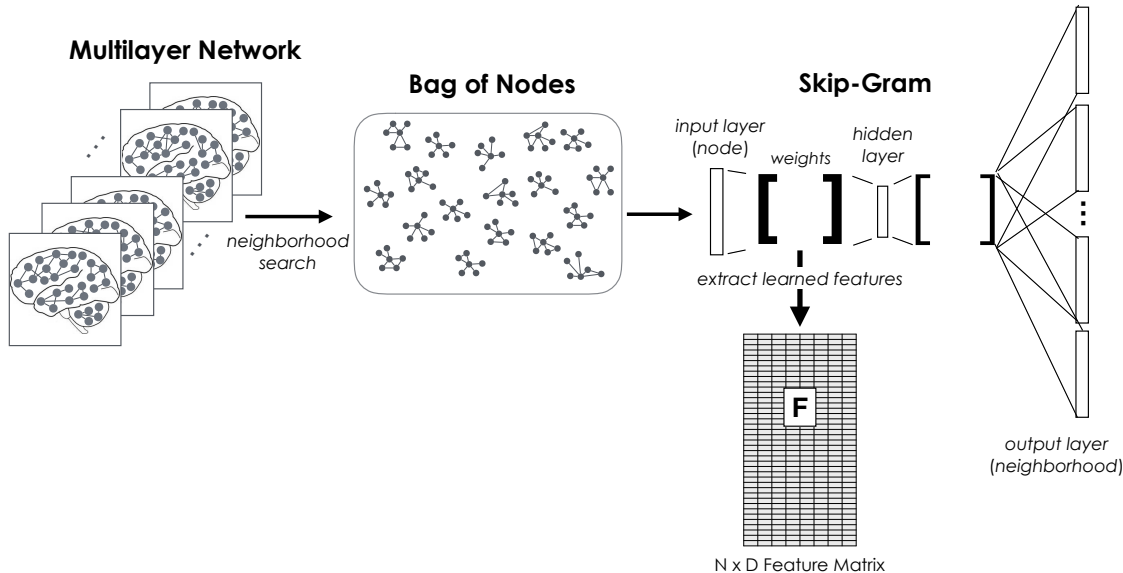 Multilayer Network
neighborhood
search
Bag of Nodes
Skip-Gram
input layer
(node)
weights
hidden
layer
extract learned features
F
N x D Feature Matrix
output layer
(neighborhood)